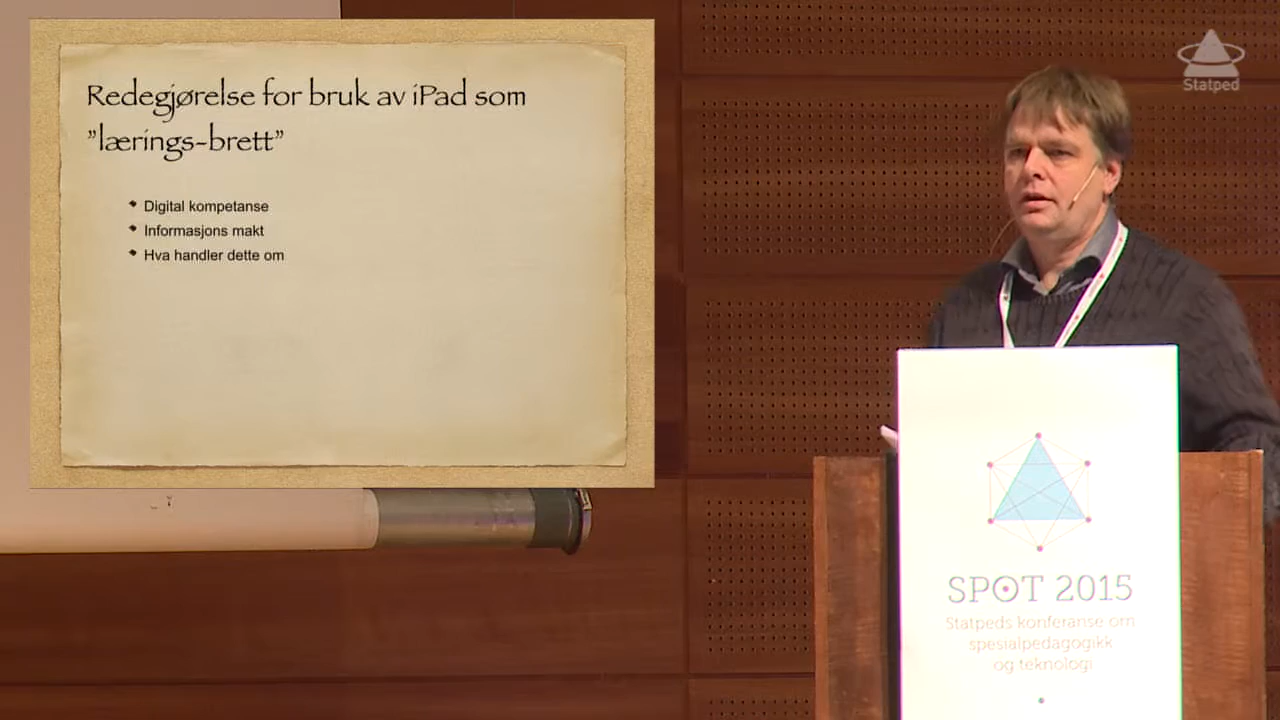 Redegjørelse for bruk av iPad som
”lærings-brett”
Digital kompetanse
Informasjons makt
Hva handler dette om
Statped
SPOT 2015
Statpeds konferanse om
spesialpedagogikk
og teknologi